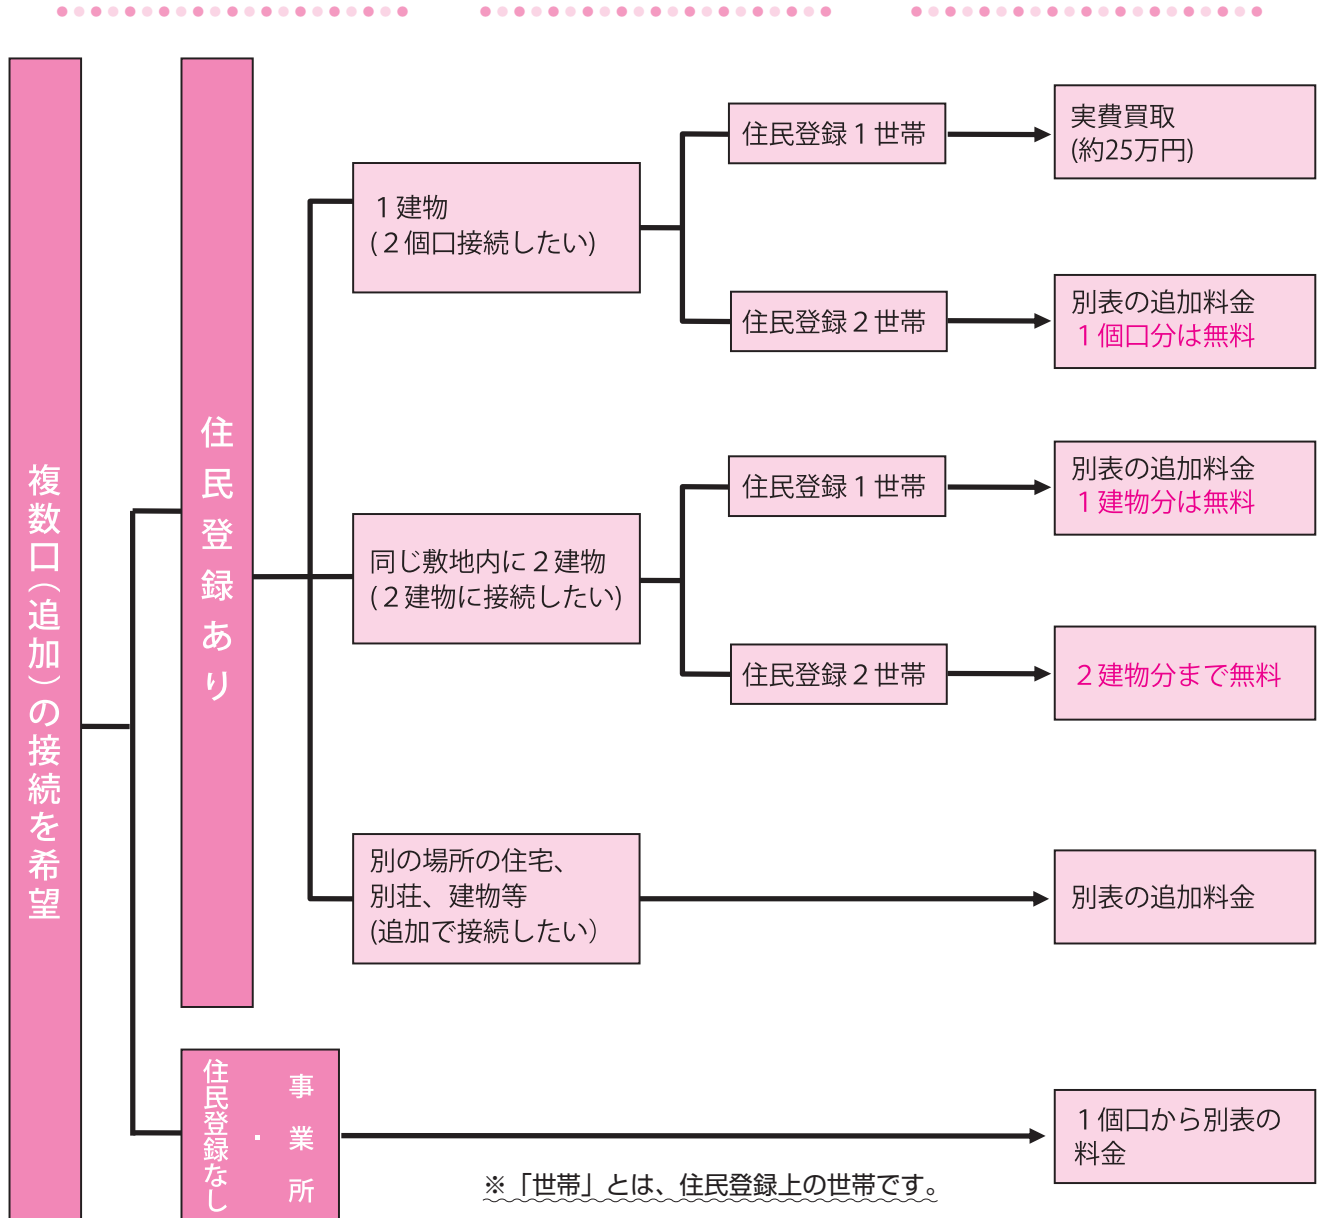 複数口（追加）の接続を希望
住民登録あり
１建物
(２個口接続したい)
住民登録１世帯
実費買取
(約25万円)
住民登録２世帯
別表の追加料金
１個口分は無料
同じ敷地内に２建物
(２建物に接続したい)
住民登録１世帯
別表の追加料金
１建物分は無料
住民登録２世帯
２建物分まで無料
別の場所の住宅、
別荘、建物等
(追加で接続したい）
別表の追加料金
事業所
・
住民登録なし
１個口から別表の
料金
※「世帯」とは、住民登録上の世帯です。